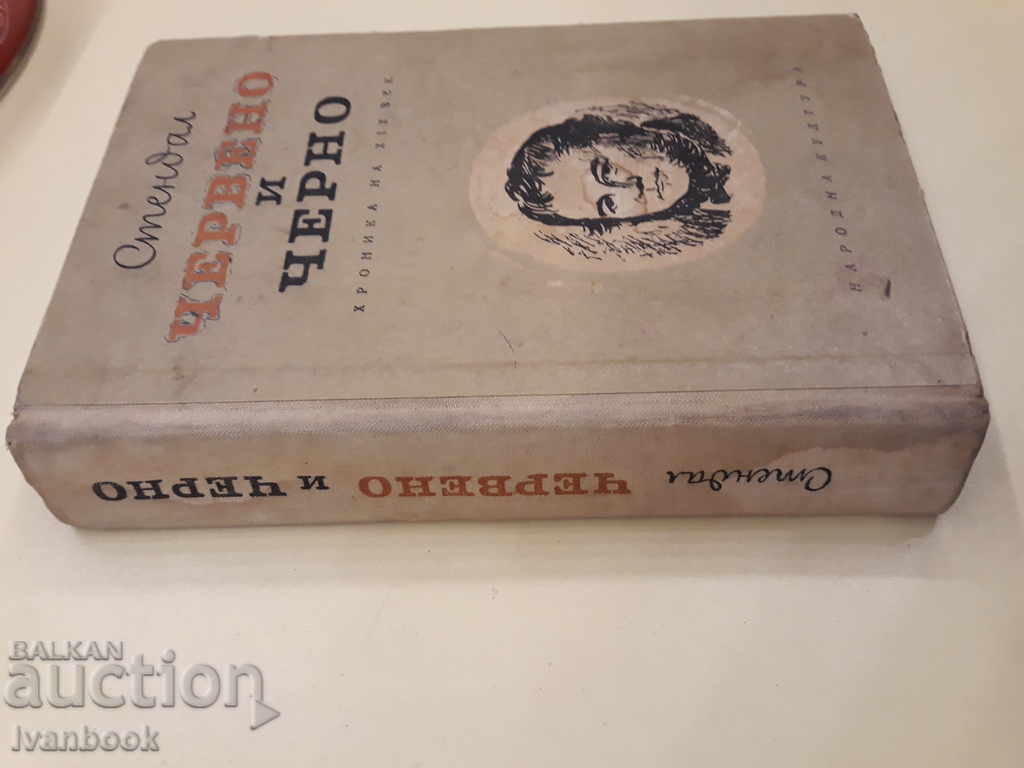 Стендал
ЧЕРВЕНО
И
ЧЕРНО
ХРОНИКА НА XIX ВЕК
НАРОДНА КУЛТУРА
Стендал ЧЕРВЕНО и ЧЕРНО
BALKAN
auction
Ivanbook